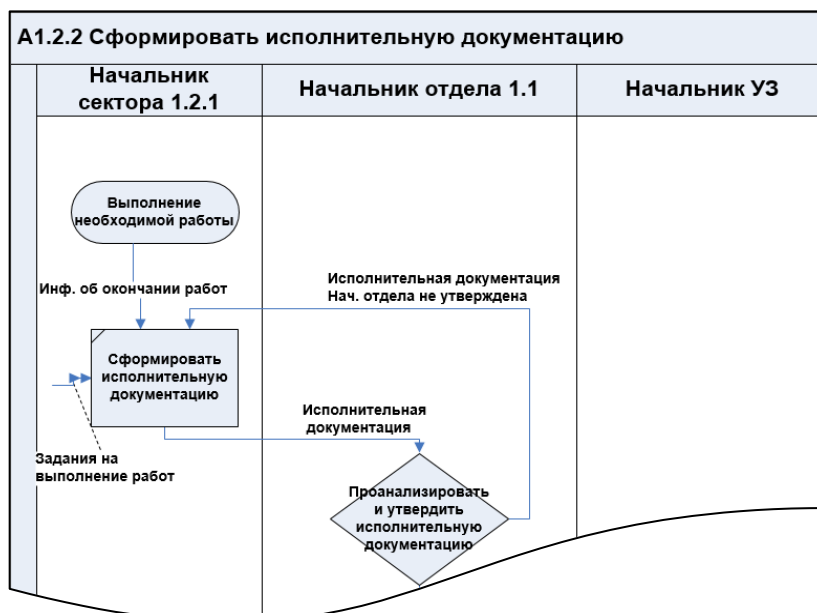 A1.2.2 Сформировать исполнительную документацию
Начальник
сектора 1.2.1
Начальник отдела 1.1
Начальник УЗ
Выполнение
необходимой работы
Инф. об окончании работ
Исполнительная документация
Нач. отдела не утверждена
Сформировать
исполнительную
документацию
Исполнительная
документация
Задания на
выполнение работ
Проанализировать
и утвердить
исполнительную
документацию